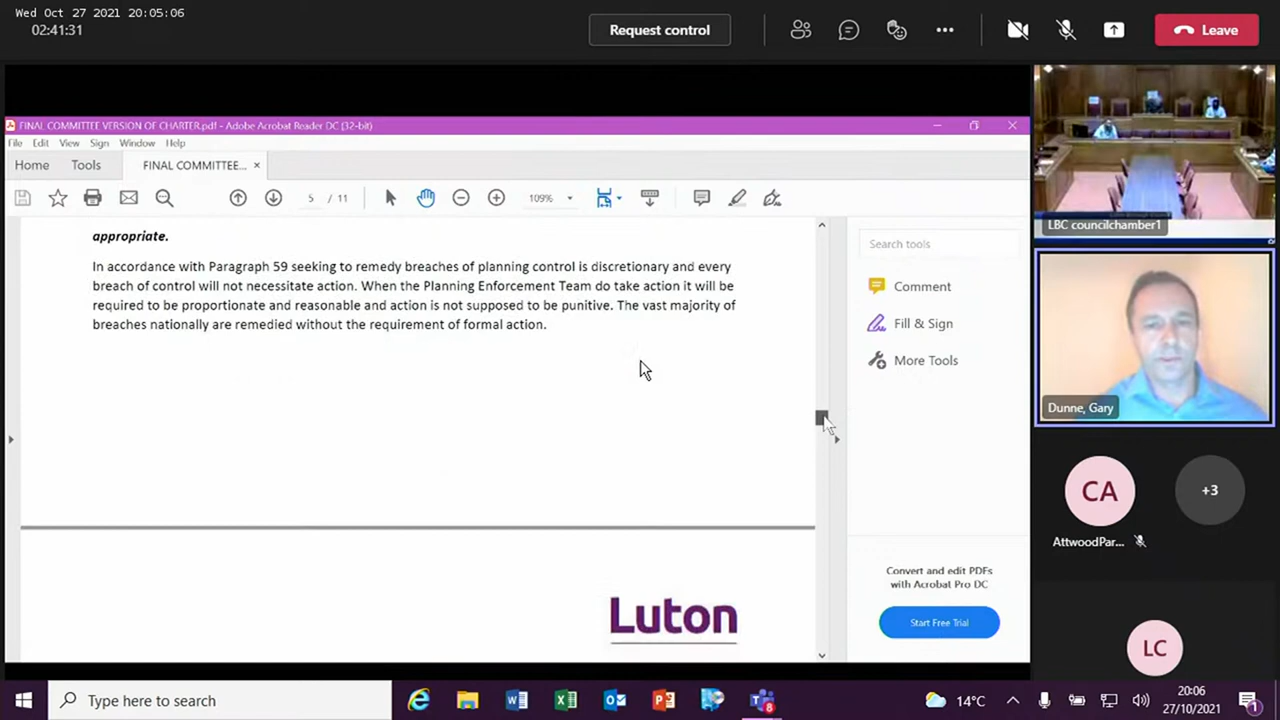 Wed Oct 27 2021 20:05:06
02:41:31
Request control
Leave
FINAL COMMITTEE VERSION OF CHARTER.pdf - Adobe Acrobat Reader DC (32-bit)
File Edit View Sign Window Help
Home Tools FINAL COMMITTEE... ×
5 / 11 109%
appropriate.
In accordance with Paragraph 59 seeking to remedy breaches of planning control is discretionary and every
breach of control will not necessitate action. When the Planning Enforcement Team do take action it will be
required to be proportionate and reasonable and action is not supposed to be punitive. The vast majority of
breaches nationally are remedied without the requirement of formal action.
Luton
Search tools
Comment
Fill & Sign
More Tools
Convert and edit PDFs
with Acrobat Pro DC
Start Free Trial
LBC councilchamber1
Dunne, Gary
CA
+3
AttwoodPar...
LC
Type here to search
8
14°C
20:06
27/10/2021
1